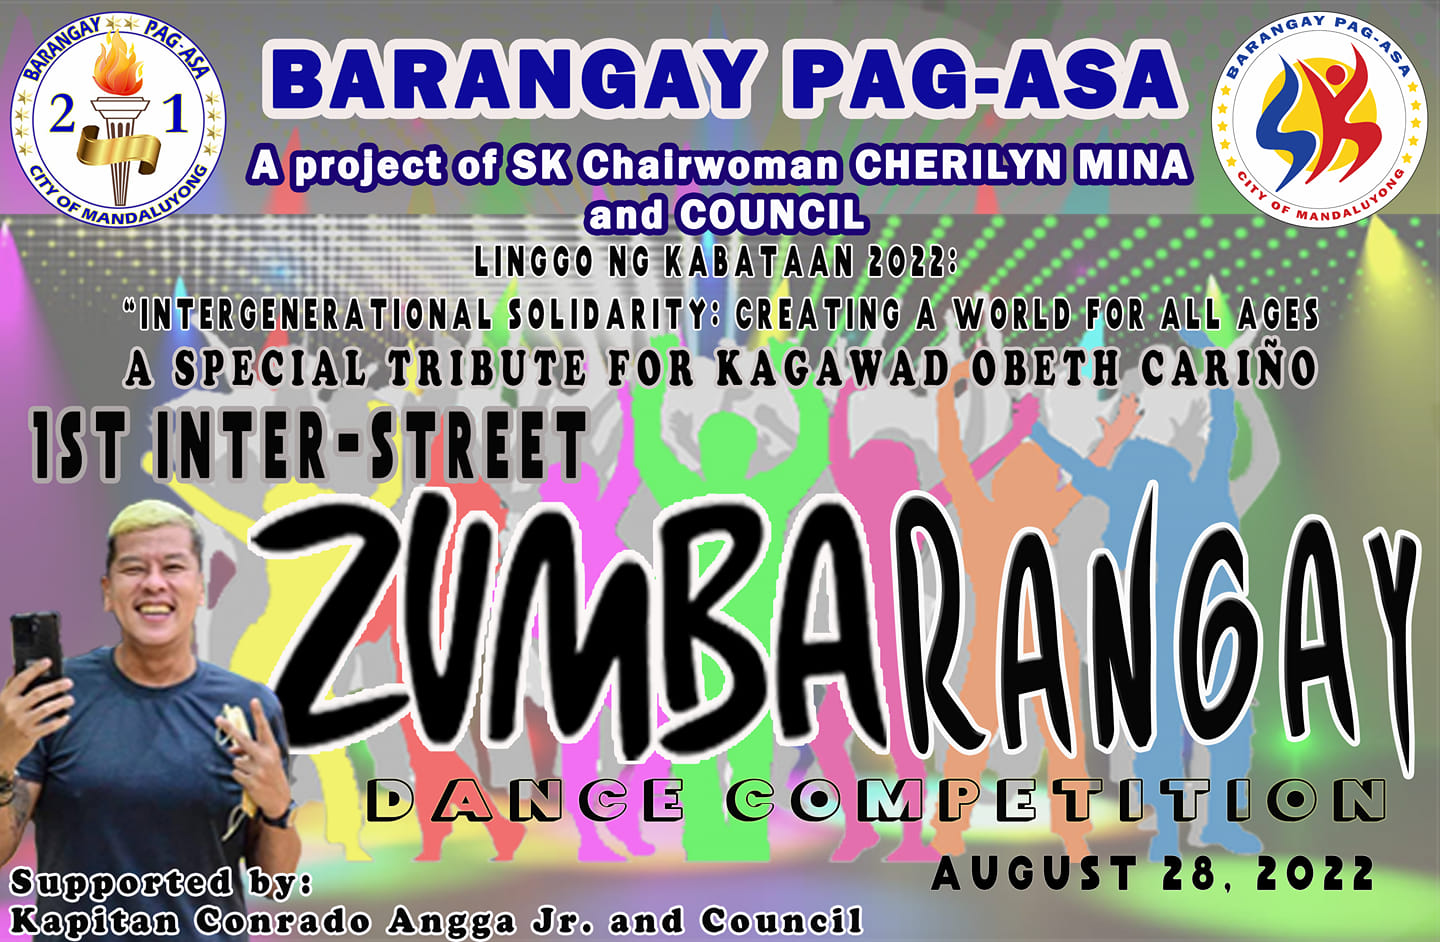 BARANGAY PAG-ASA
2 1
CITY OF MANDALUYONG
BARANGAY PAG-ASA
A project of SK Chairwoman CHERILYN MINA
and COUNCIL
BARANGAY PAG-ASA
SK
CITY OF MANDALUYONG
LINGGO NG KABATAAN 2022:
“INTERGENERATIONAL SOLIDARITY: CREATING A WORLD FOR ALL AGES
A SPECIAL TRIBUTE FOR KAGAWAD OBETH CARIÑO
1ST INTER-STREET
ZUMBARANGAY
DANCE COMPETITION
AUGUST 28, 2022
Supported by:
Kapitan Conrado Angga Jr. and Council